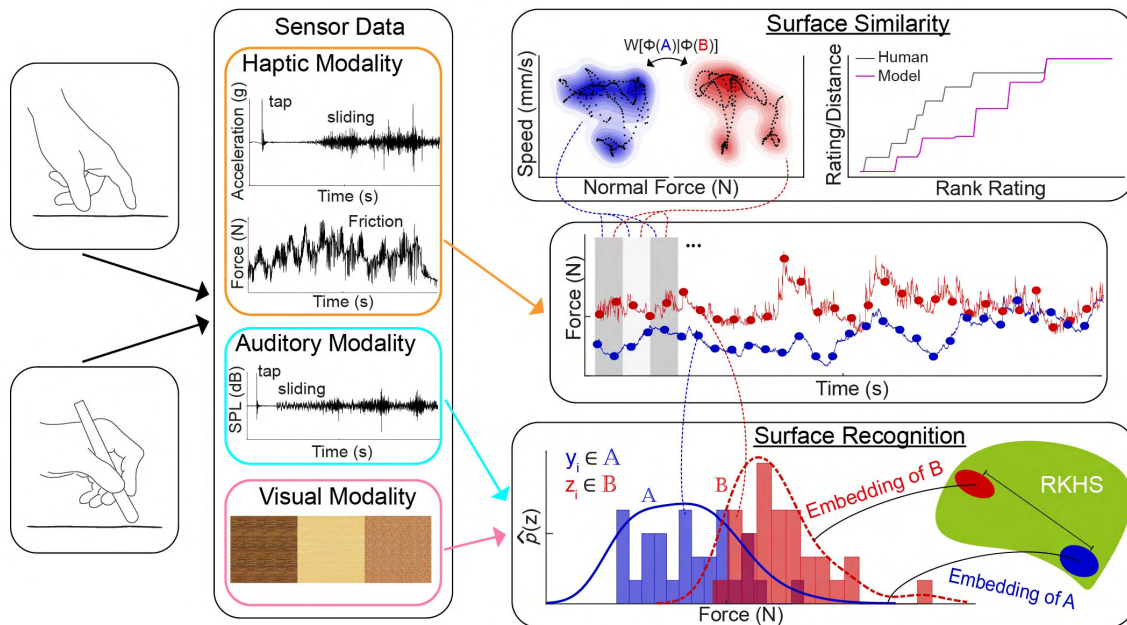 Sensor Data
Haptic Modality
Acceleration (g)
tap
sliding
Time (s)
Force (N)
Friction
Time (s)
Auditory Modality
SPL (dB)
tap
sliding
Time (s)
Visual Modality
Surface Similarity
W[Φ(A)|Φ(B)]
Speed (mm/s)
Normal Force (N)
Human
Model
Rating/Distance
Rank Rating
...
Force (N)
Time (s)
Surface Recognition
y_i ∈ A
z_i ∈ B
A
B
p̂(z)
Force (N)
Embedding of B
RKHS
Embedding of A